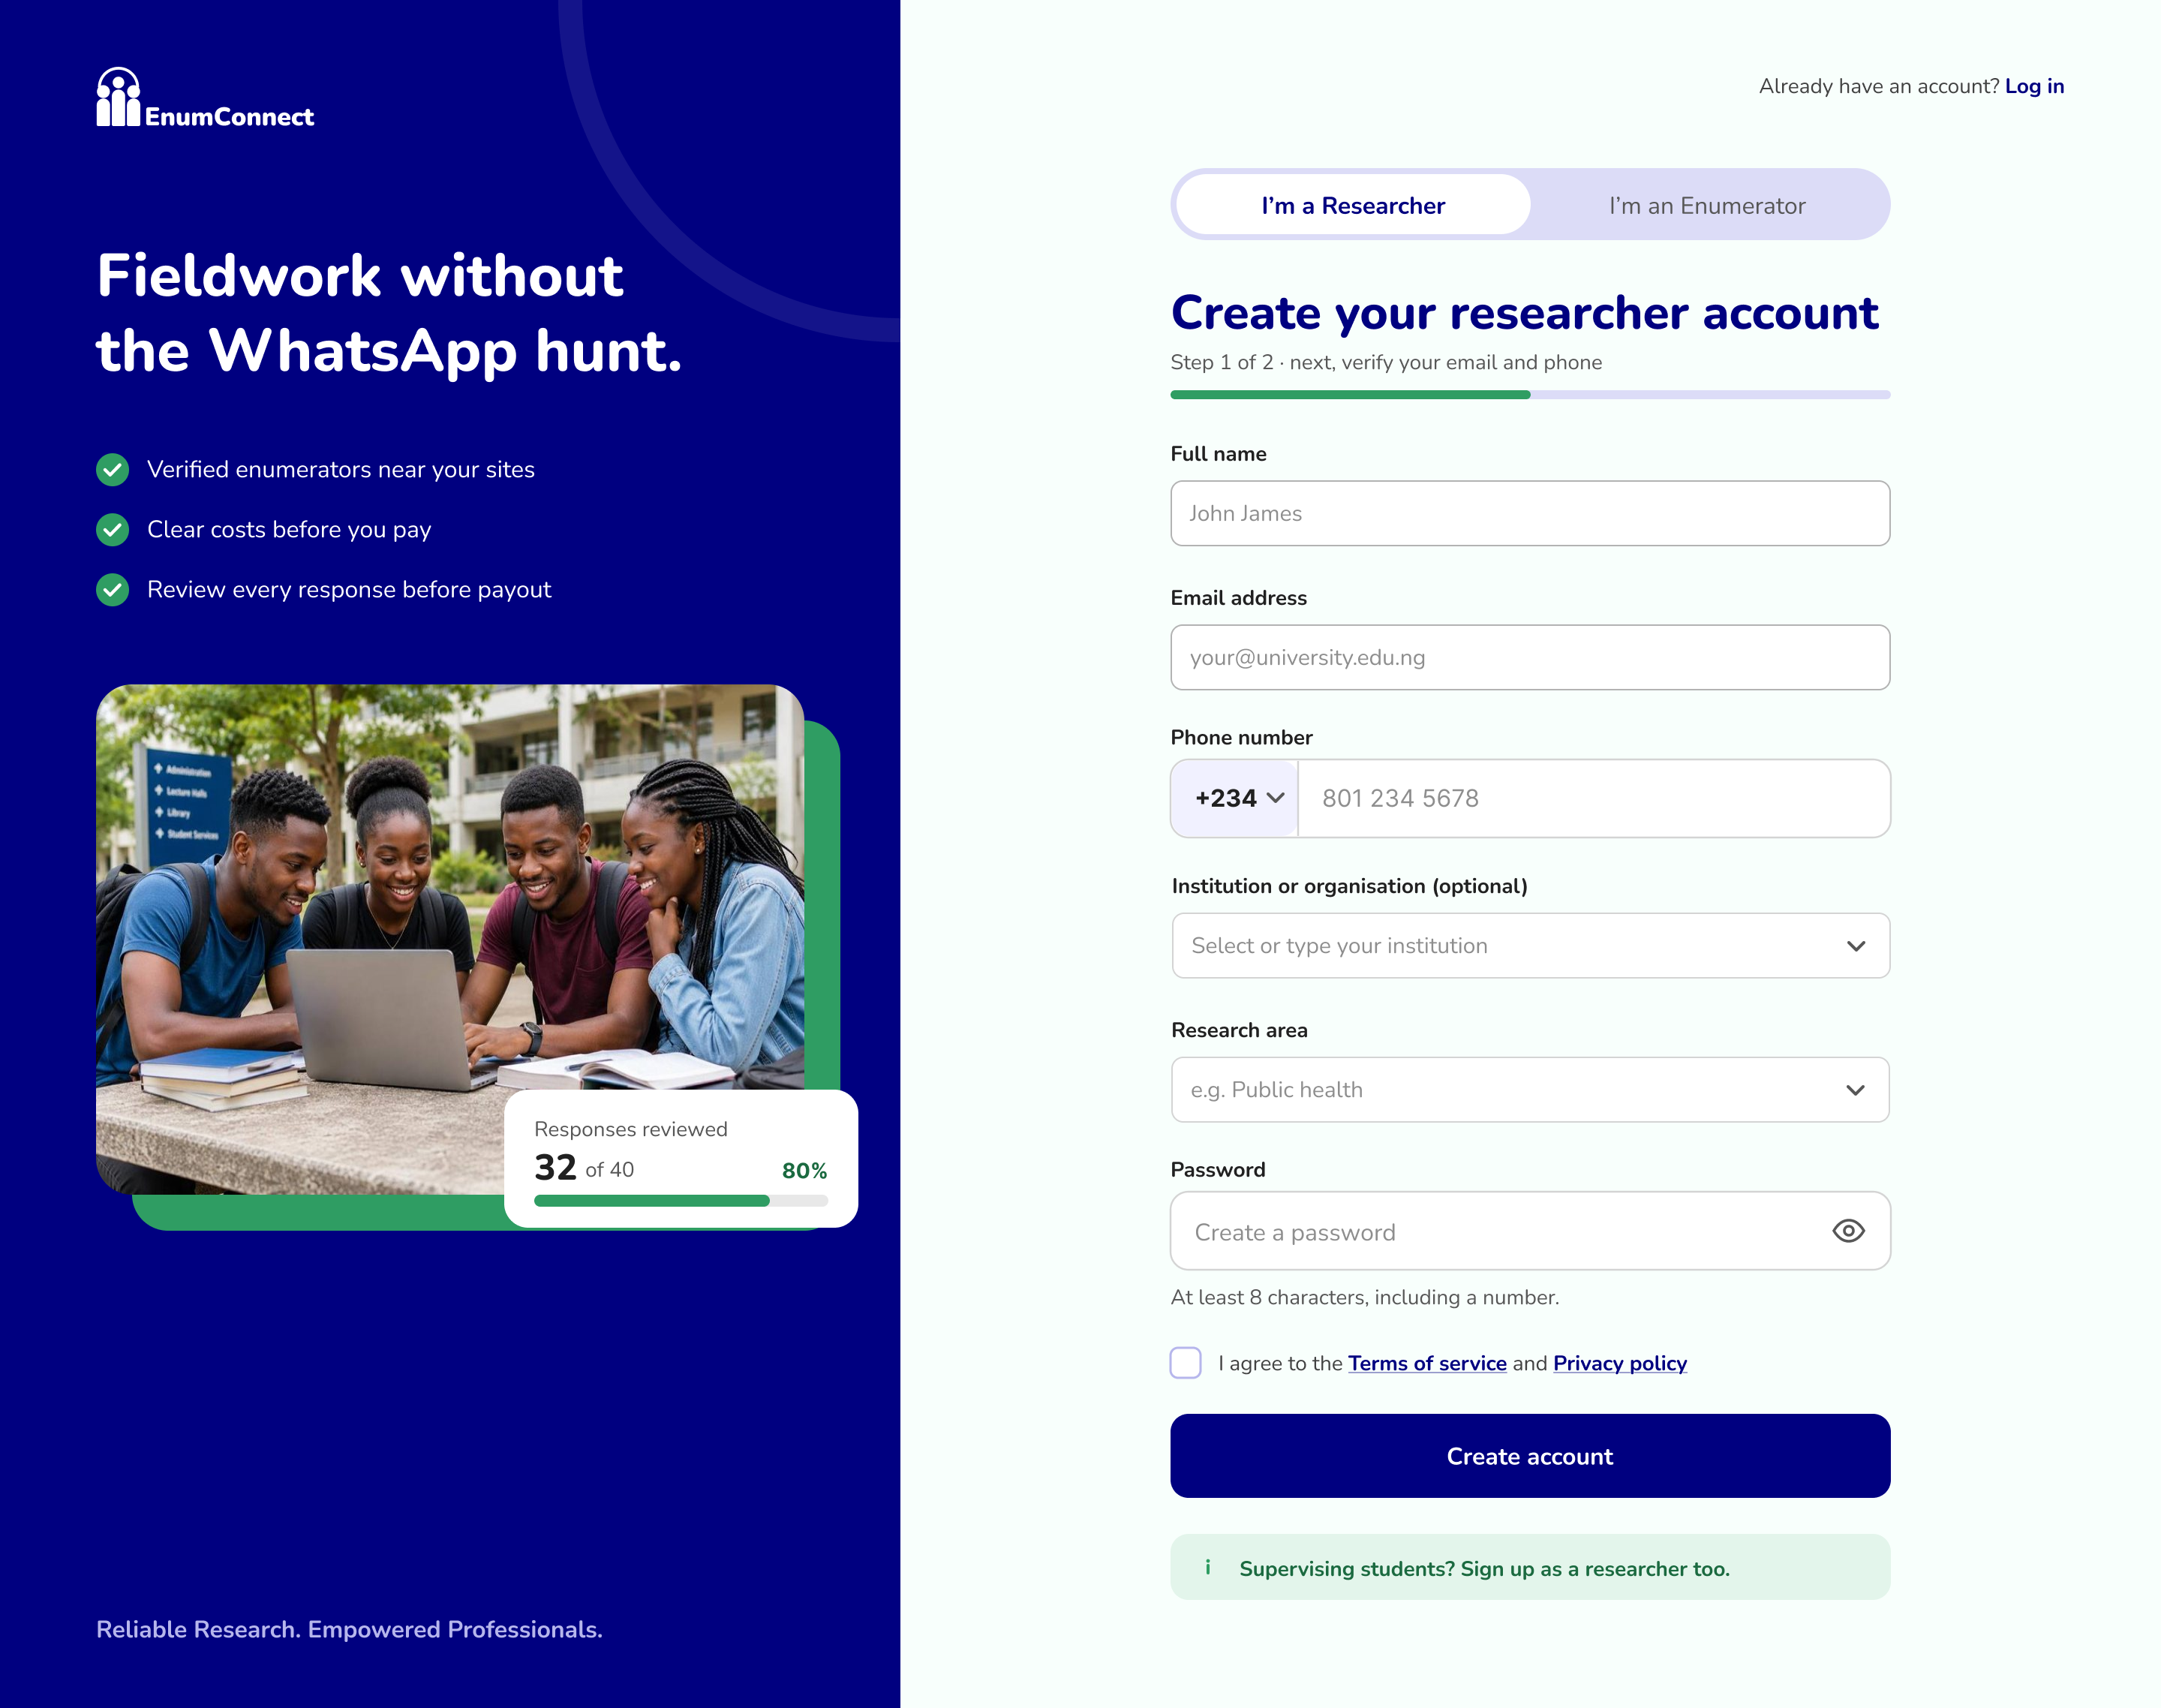 EnumConnect
Fieldwork without
the WhatsApp hunt.
Verified enumerators near your sites
Clear costs before you pay
Review every response before payout
Administration
Lecture Halls
Library
Student Services
Responses reviewed
32 of 40 80%
Reliable Research. Empowered Professionals.
Already have an account? Log in
I’m a Researcher I’m an Enumerator
Create your researcher account
Step 1 of 2 · next, verify your email and phone
Full name
John James
Email address
your@university.edu.ng
Phone number
+234 801 234 5678
Institution or organisation (optional)
Select or type your institution
Research area
e.g. Public health
Password
Create a password
At least 8 characters, including a number.
I agree to the Terms of service and Privacy policy
Create account
Supervising students? Sign up as a researcher too.